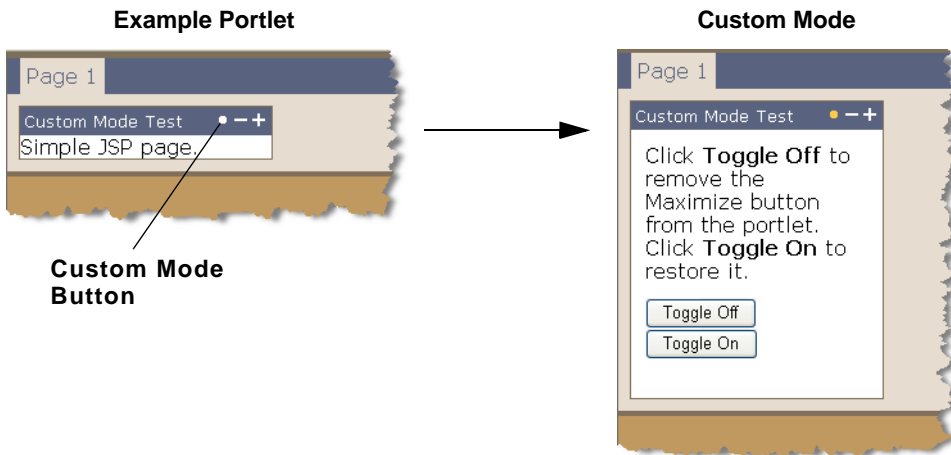 Example Portlet
Page 1
Custom Mode Test
Simple JSP page.
Custom Mode
Button
Custom Mode
Page 1
Custom Mode Test
Click Toggle Off to
remove the
Maximize button
from the portlet.
Click Toggle On to
restore it.
Toggle Off
Toggle On